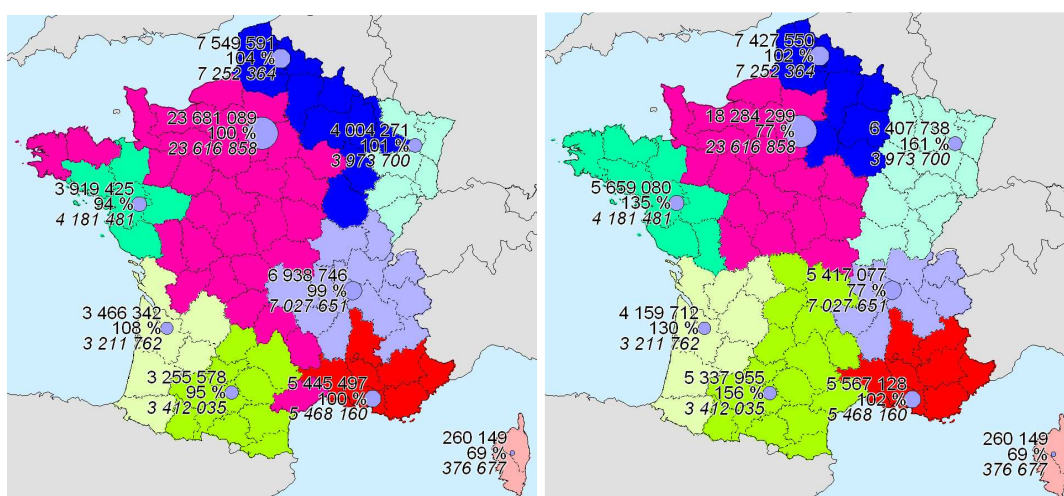 7 549 591
104 %
7 252 364
23 681 089
100 %
23 616 858
4 004 271
101 %
3 973 700
3 919 425
94 %
4 181 481
6 938 746
99 %
7 027 651
3 466 342
108 %
3 211 762
3 255 578
95 %
3 412 035
5 445 497
100 %
5 468 160
260 149
69 %
376 677
7 427 550
102 %
7 252 364
18 284 299
77 %
23 616 858
6 407 738
161 %
3 973 700
5 659 080
135 %
4 181 481
5 417 077
77 %
7 027 651
4 159 712
130 %
3 211 762
5 337 955
156 %
3 412 035
5 567 128
102 %
5 468 160
260 149
69 %
376 677